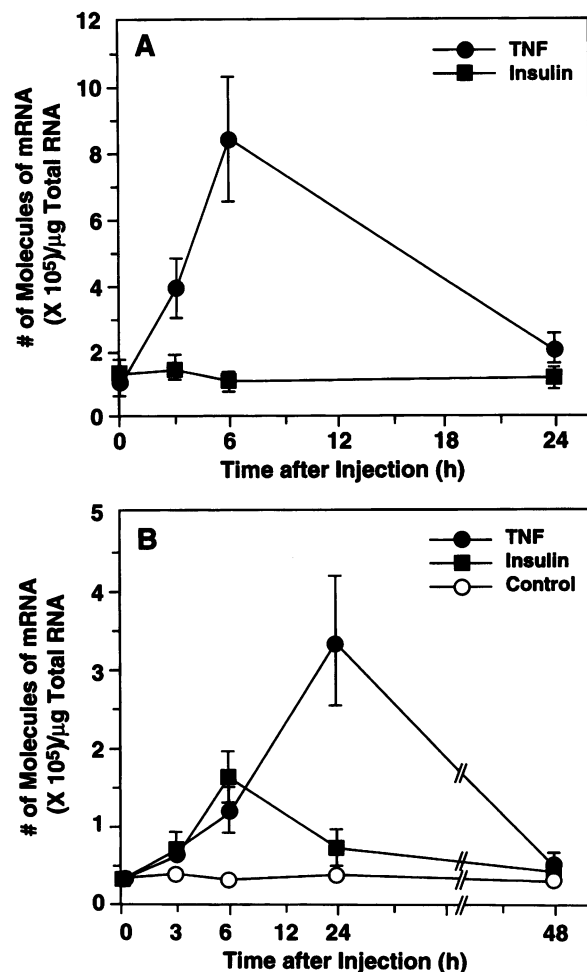 A
TNF
Insulin
# of Molecules of mRNA
(X 10⁵)/µg Total RNA
12
10
8
6
4
2
0
0 6 12 18 24
Time after Injection (h)
B
TNF
Insulin
Control
# of Molecules of mRNA
(X 10⁵)/µg Total RNA
5
4
3
2
1
0
0 3 6 12 24 48
Time after Injection (h)